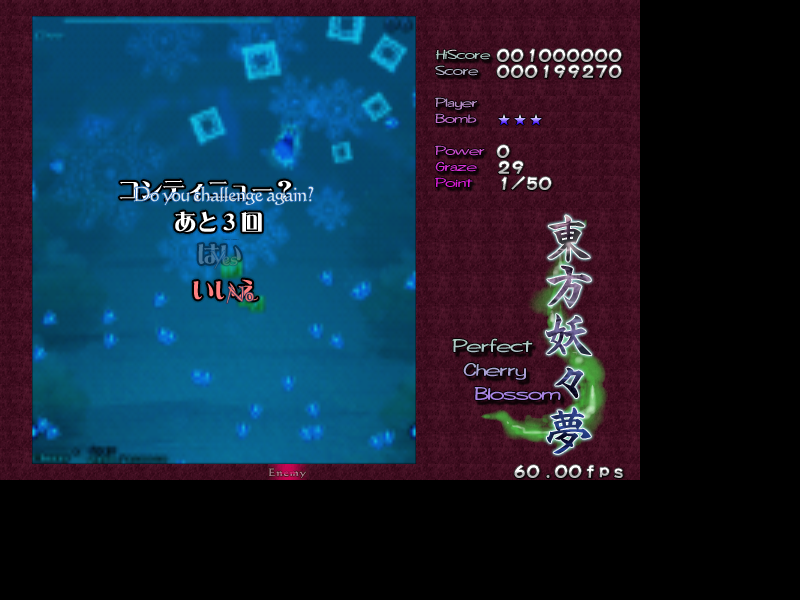 コンティニュー?
Do you challenge again?
あと3回
はい
Yes
いいえ
No
HiScore 001000000
Score 000199270
Player
Bomb ★★★
Power 0
Graze 29
Point 1/50
東方妖々夢
Perfect
Cherry
Blossom
Enemy
60.00fps